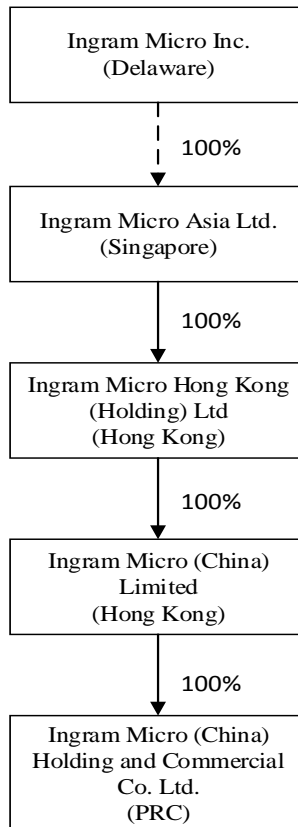 Ingram Micro Inc.
(Delaware)
100%
Ingram Micro Asia Ltd.
(Singapore)
100%
Ingram Micro Hong Kong
(Holding) Ltd
(Hong Kong)
100%
Ingram Micro (China)
Limited
(Hong Kong)
100%
Ingram Micro (China)
Holding and Commercial
Co. Ltd.
(PRC)